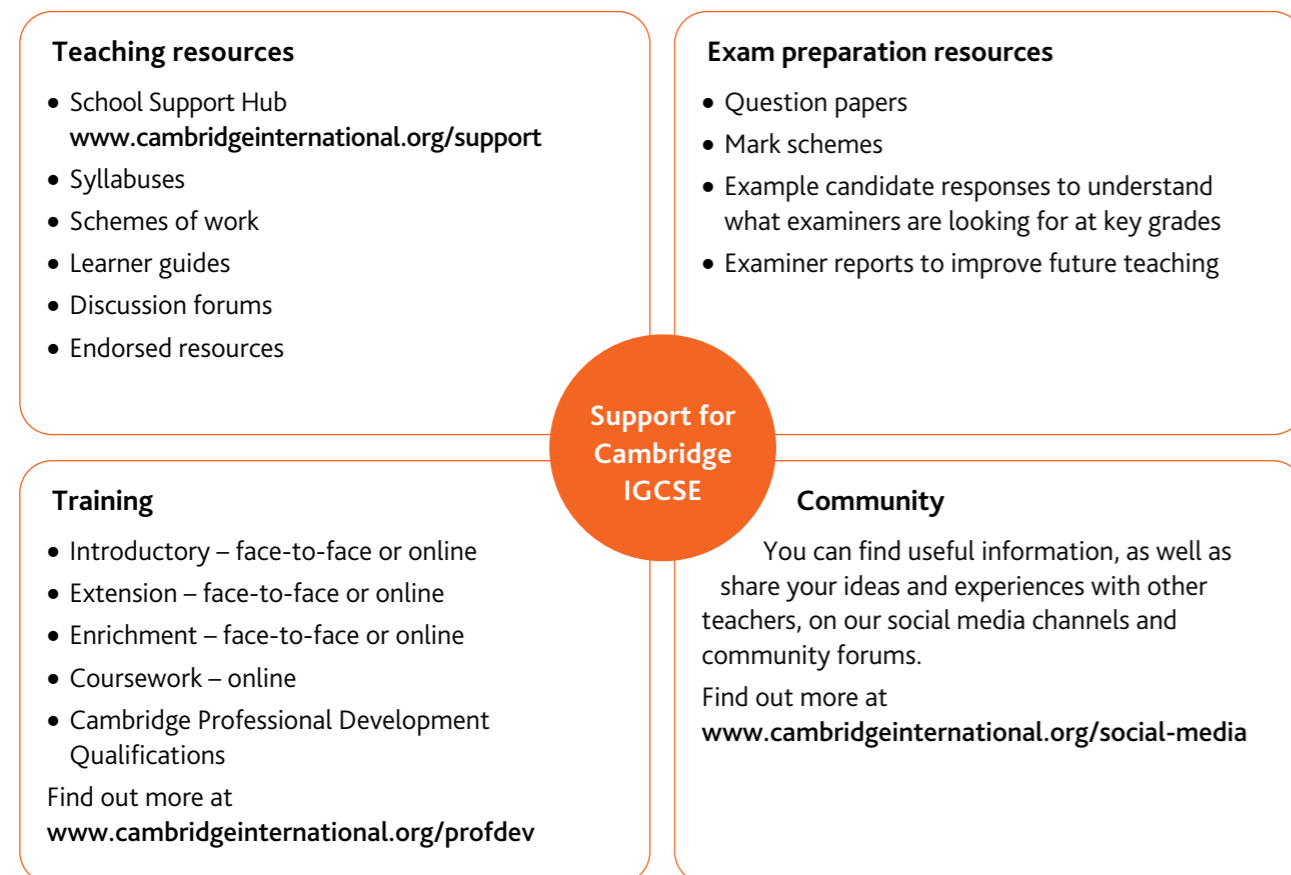 Teaching resources
• School Support Hub
www.cambridgeinternational.org/support
• Syllabuses
• Schemes of work
• Learner guides
• Discussion forums
• Endorsed resources
Exam preparation resources
• Question papers
• Mark schemes
• Example candidate responses to understand
what examiners are looking for at key grades
• Examiner reports to improve future teaching
Support for
Cambridge
IGCSE
Training
• Introductory – face-to-face or online
• Extension – face-to-face or online
• Enrichment – face-to-face or online
• Coursework – online
• Cambridge Professional Development
Qualifications
Find out more at
www.cambridgeinternational.org/profdev
Community
You can find useful information, as well as
share your ideas and experiences with other
teachers, on our social media channels and
community forums.
Find out more at
www.cambridgeinternational.org/social-media